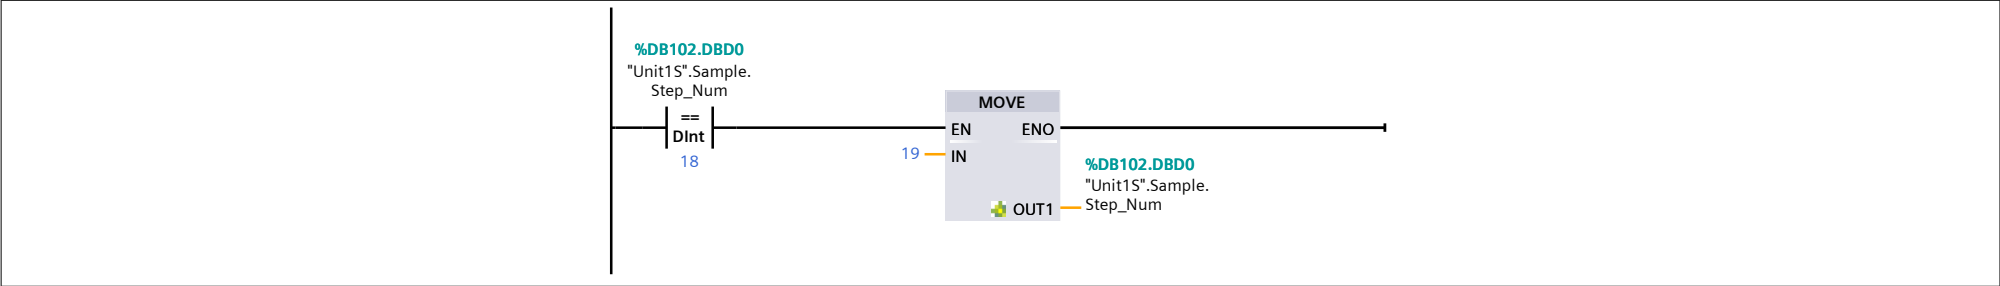 %DB102.DBD0
"Unit1S".Sample.
Step_Num
==
DInt
18
MOVE
EN ENO
19 IN
%DB102.DBD0
"Unit1S".Sample.
Step_Num
OUT1